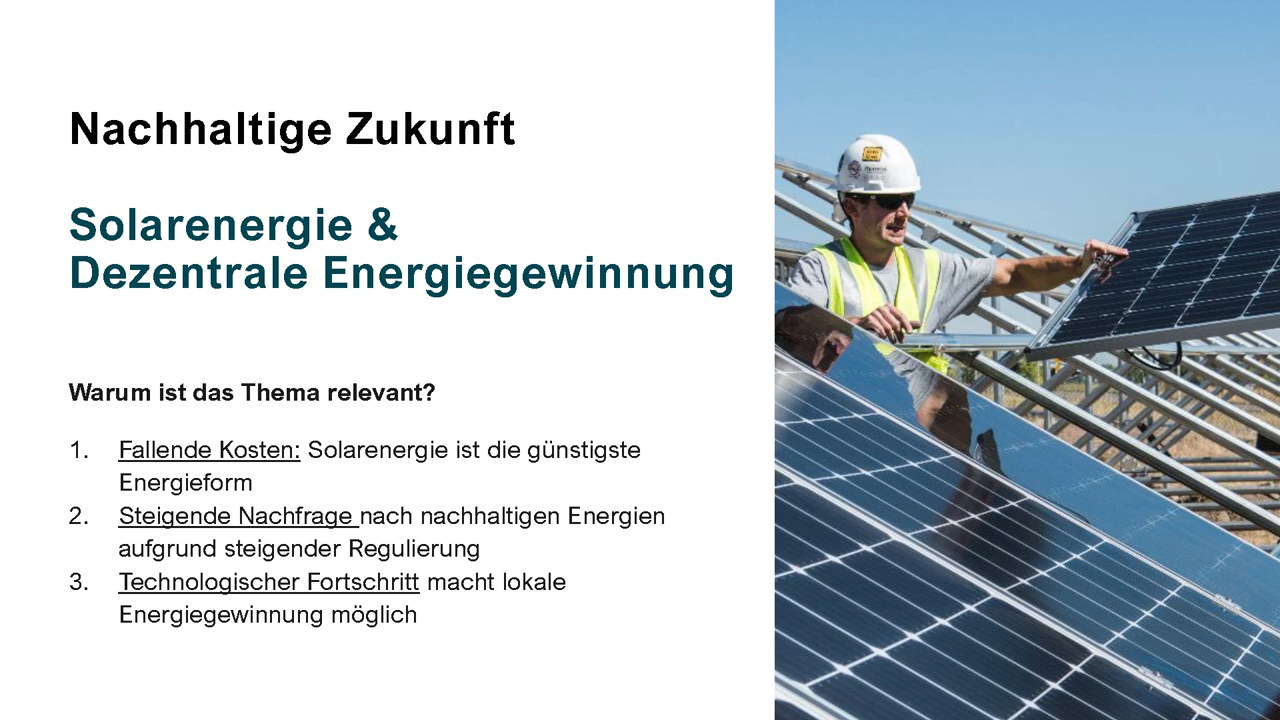 Nachhaltige Zukunft
Solarenergie &
Dezentrale Energiegewinnung
Warum ist das Thema relevant?
1. Fallende Kosten: Solarenergie ist die günstigste
Energieform
2. Steigende Nachfrage nach nachhaltigen Energien
aufgrund steigender Regulierung
3. Technologischer Fortschritt macht lokale
Energiegewinnung möglich